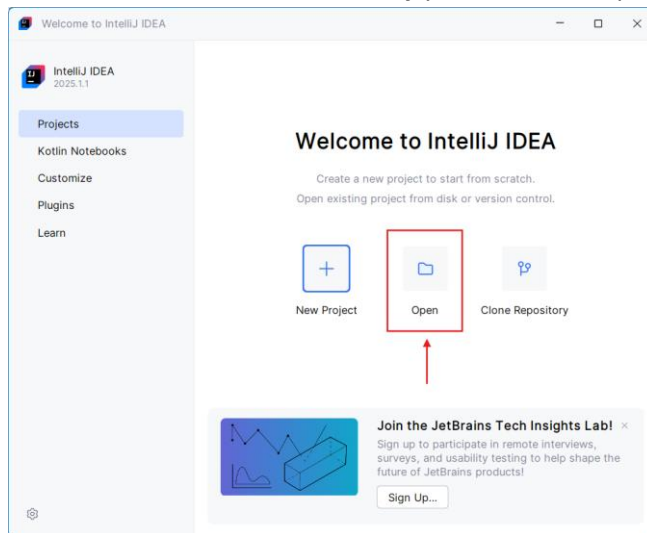 Welcome to IntelliJ IDEA
IntelliJ IDEA
2025.1.1
Projects
Kotlin Notebooks
Customize
Plugins
Learn
Welcome to IntelliJ IDEA
Create a new project to start from scratch.
Open existing project from disk or version control.
New Project
Open
Clone Repository
Join the JetBrains Tech Insights Lab!
Sign up to participate in remote interviews,
surveys, and usability testing to help shape the
future of JetBrains products!
Sign Up...